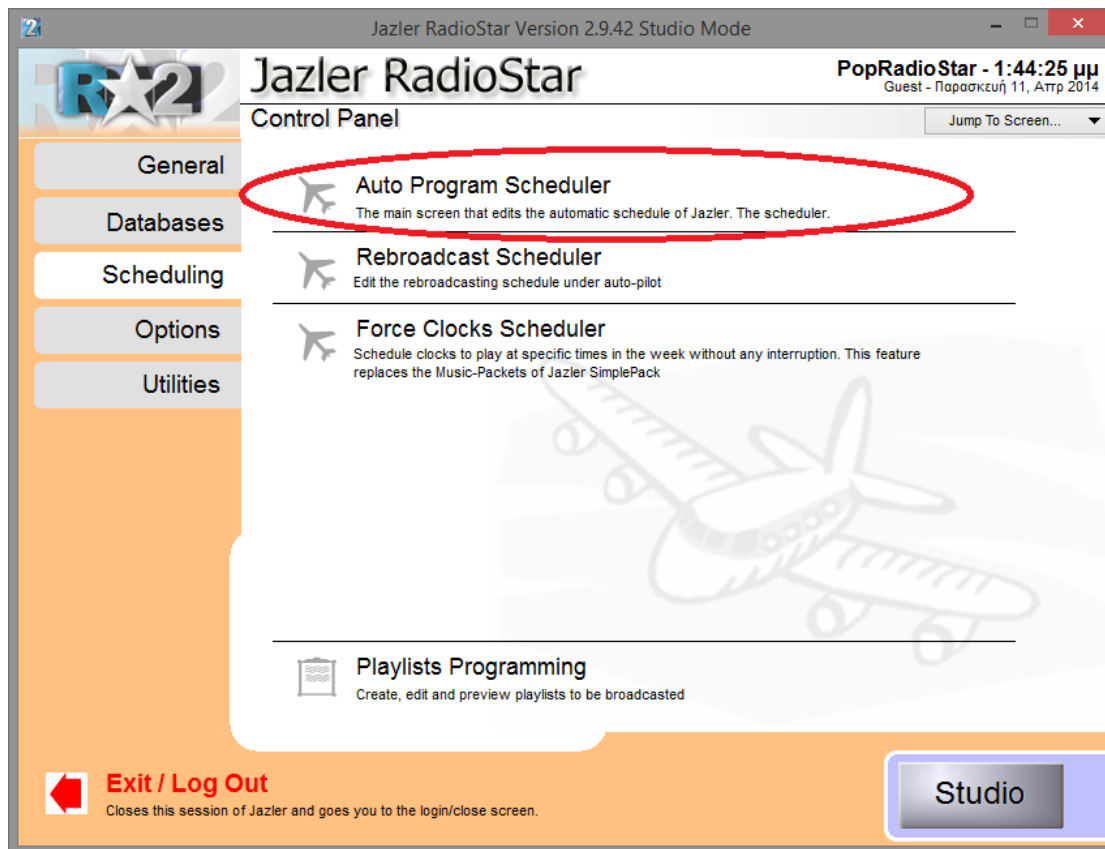 Jazler RadioStar Version 2.9.42 Studio Mode
Jazler RadioStar
PopRadioStar - 1:44:25 μμ
Guest - Παρασκευή 11, Απρ 2014
Control Panel
Jump To Screen...
General
Databases
Scheduling
Options
Utilities
Auto Program Scheduler
The main screen that edits the automatic schedule of Jazler. The scheduler.
Rebroadcast Scheduler
Edit the rebroadcasting schedule under auto-pilot
Force Clocks Scheduler
Schedule clocks to play at specific times in the week without any interruption. This feature
replaces the Music-Packets of Jazler SimplePack
Playlists Programming
Create, edit and preview playlists to be broadcasted
Exit / Log Out
Closes this session of Jazler and goes you to the login/close screen.
Studio